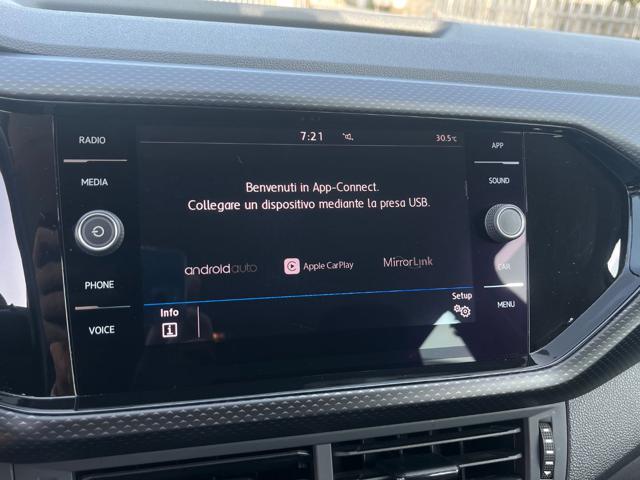 7:21
30.5°C
RADIO
MEDIA
PHONE
VOICE
Benvenuti in App-Connect.
Collegare un dispositivo mediante la presa USB.
androidauto
Apple CarPlay
MirrorLink
Info
Setup
APP
SOUND
CAR
MENU